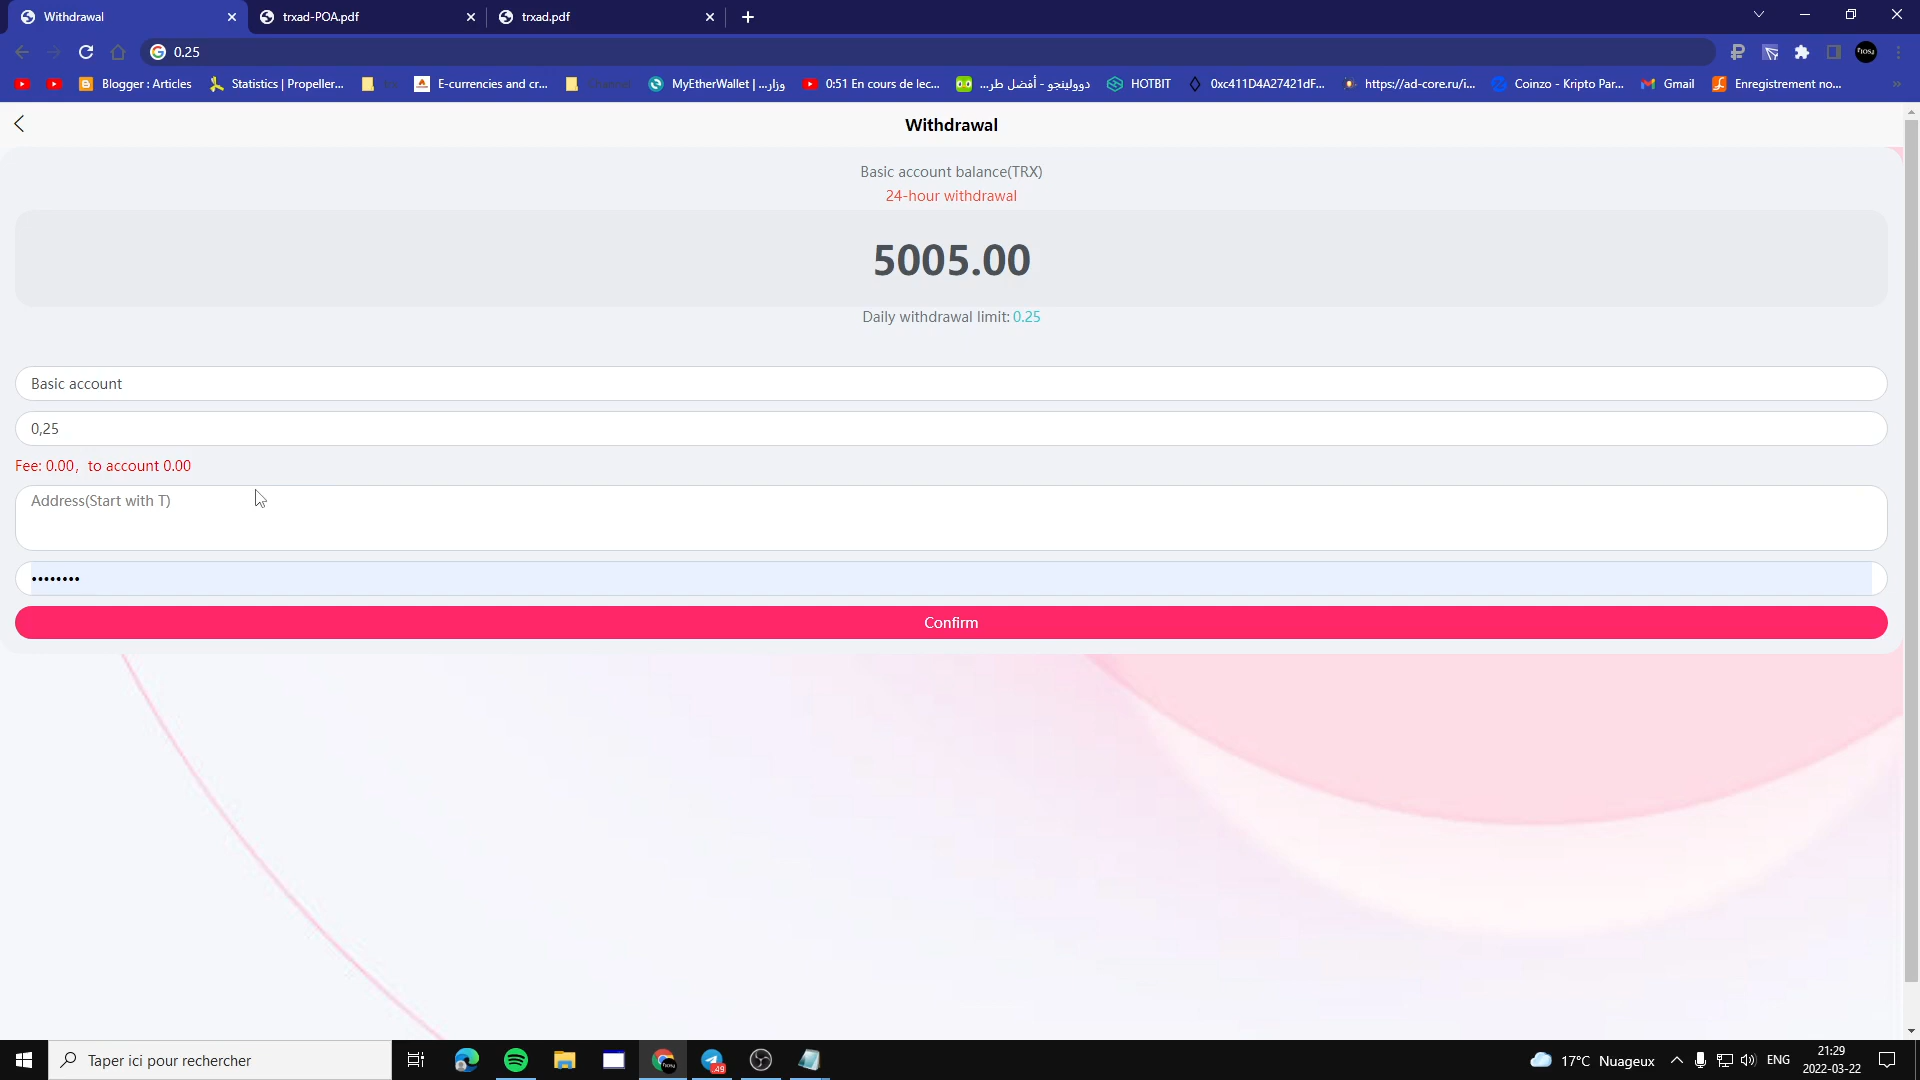 Withdrawal
trxad-POA.pdf
trxad.pdf
0.25
Blogger : Articles
Statistics | Propeller...
E-currencies and cr...
Channel
MyEtherWallet | ...وزار
0:51 En cours de lec...
دوولينجو - أفضل طر...
HOTBIT
0xc411D4A27421dF...
https://ad-core.ru/i...
Coinzo - Kripto Par...
Gmail
Enregistrement no...
Withdrawal
Basic account balance(TRX)
24-hour withdrawal
5005.00
Daily withdrawal limit: 0.25
Basic account
0,25
Fee: 0.00，to account 0.00
Address(Start with T)
••••••••
Confirm
Taper ici pour rechercher
49
17°C Nuageux
ENG
21:29
2022-03-22